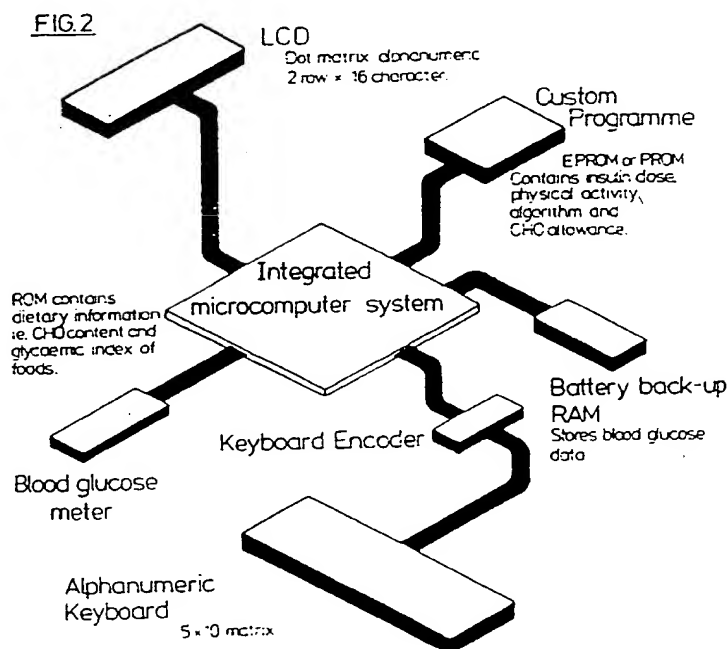 FIG.2
LCD
Dot matrix alphanumeric
2 row × 16 character.
Custom
Programme
EPROM or PROM
Contains insulin dose,
physical activity,
algorithm and
CHO allowance.
Integrated
microcomputer system
ROM contains
dietary information
ie. CHO content and
glycaemic index of
foods.
Battery back-up
RAM
Stores blood glucose
data
Keyboard Encoder
Blood glucose
meter
Alphanumeric
Keyboard
5 × 10 matrix